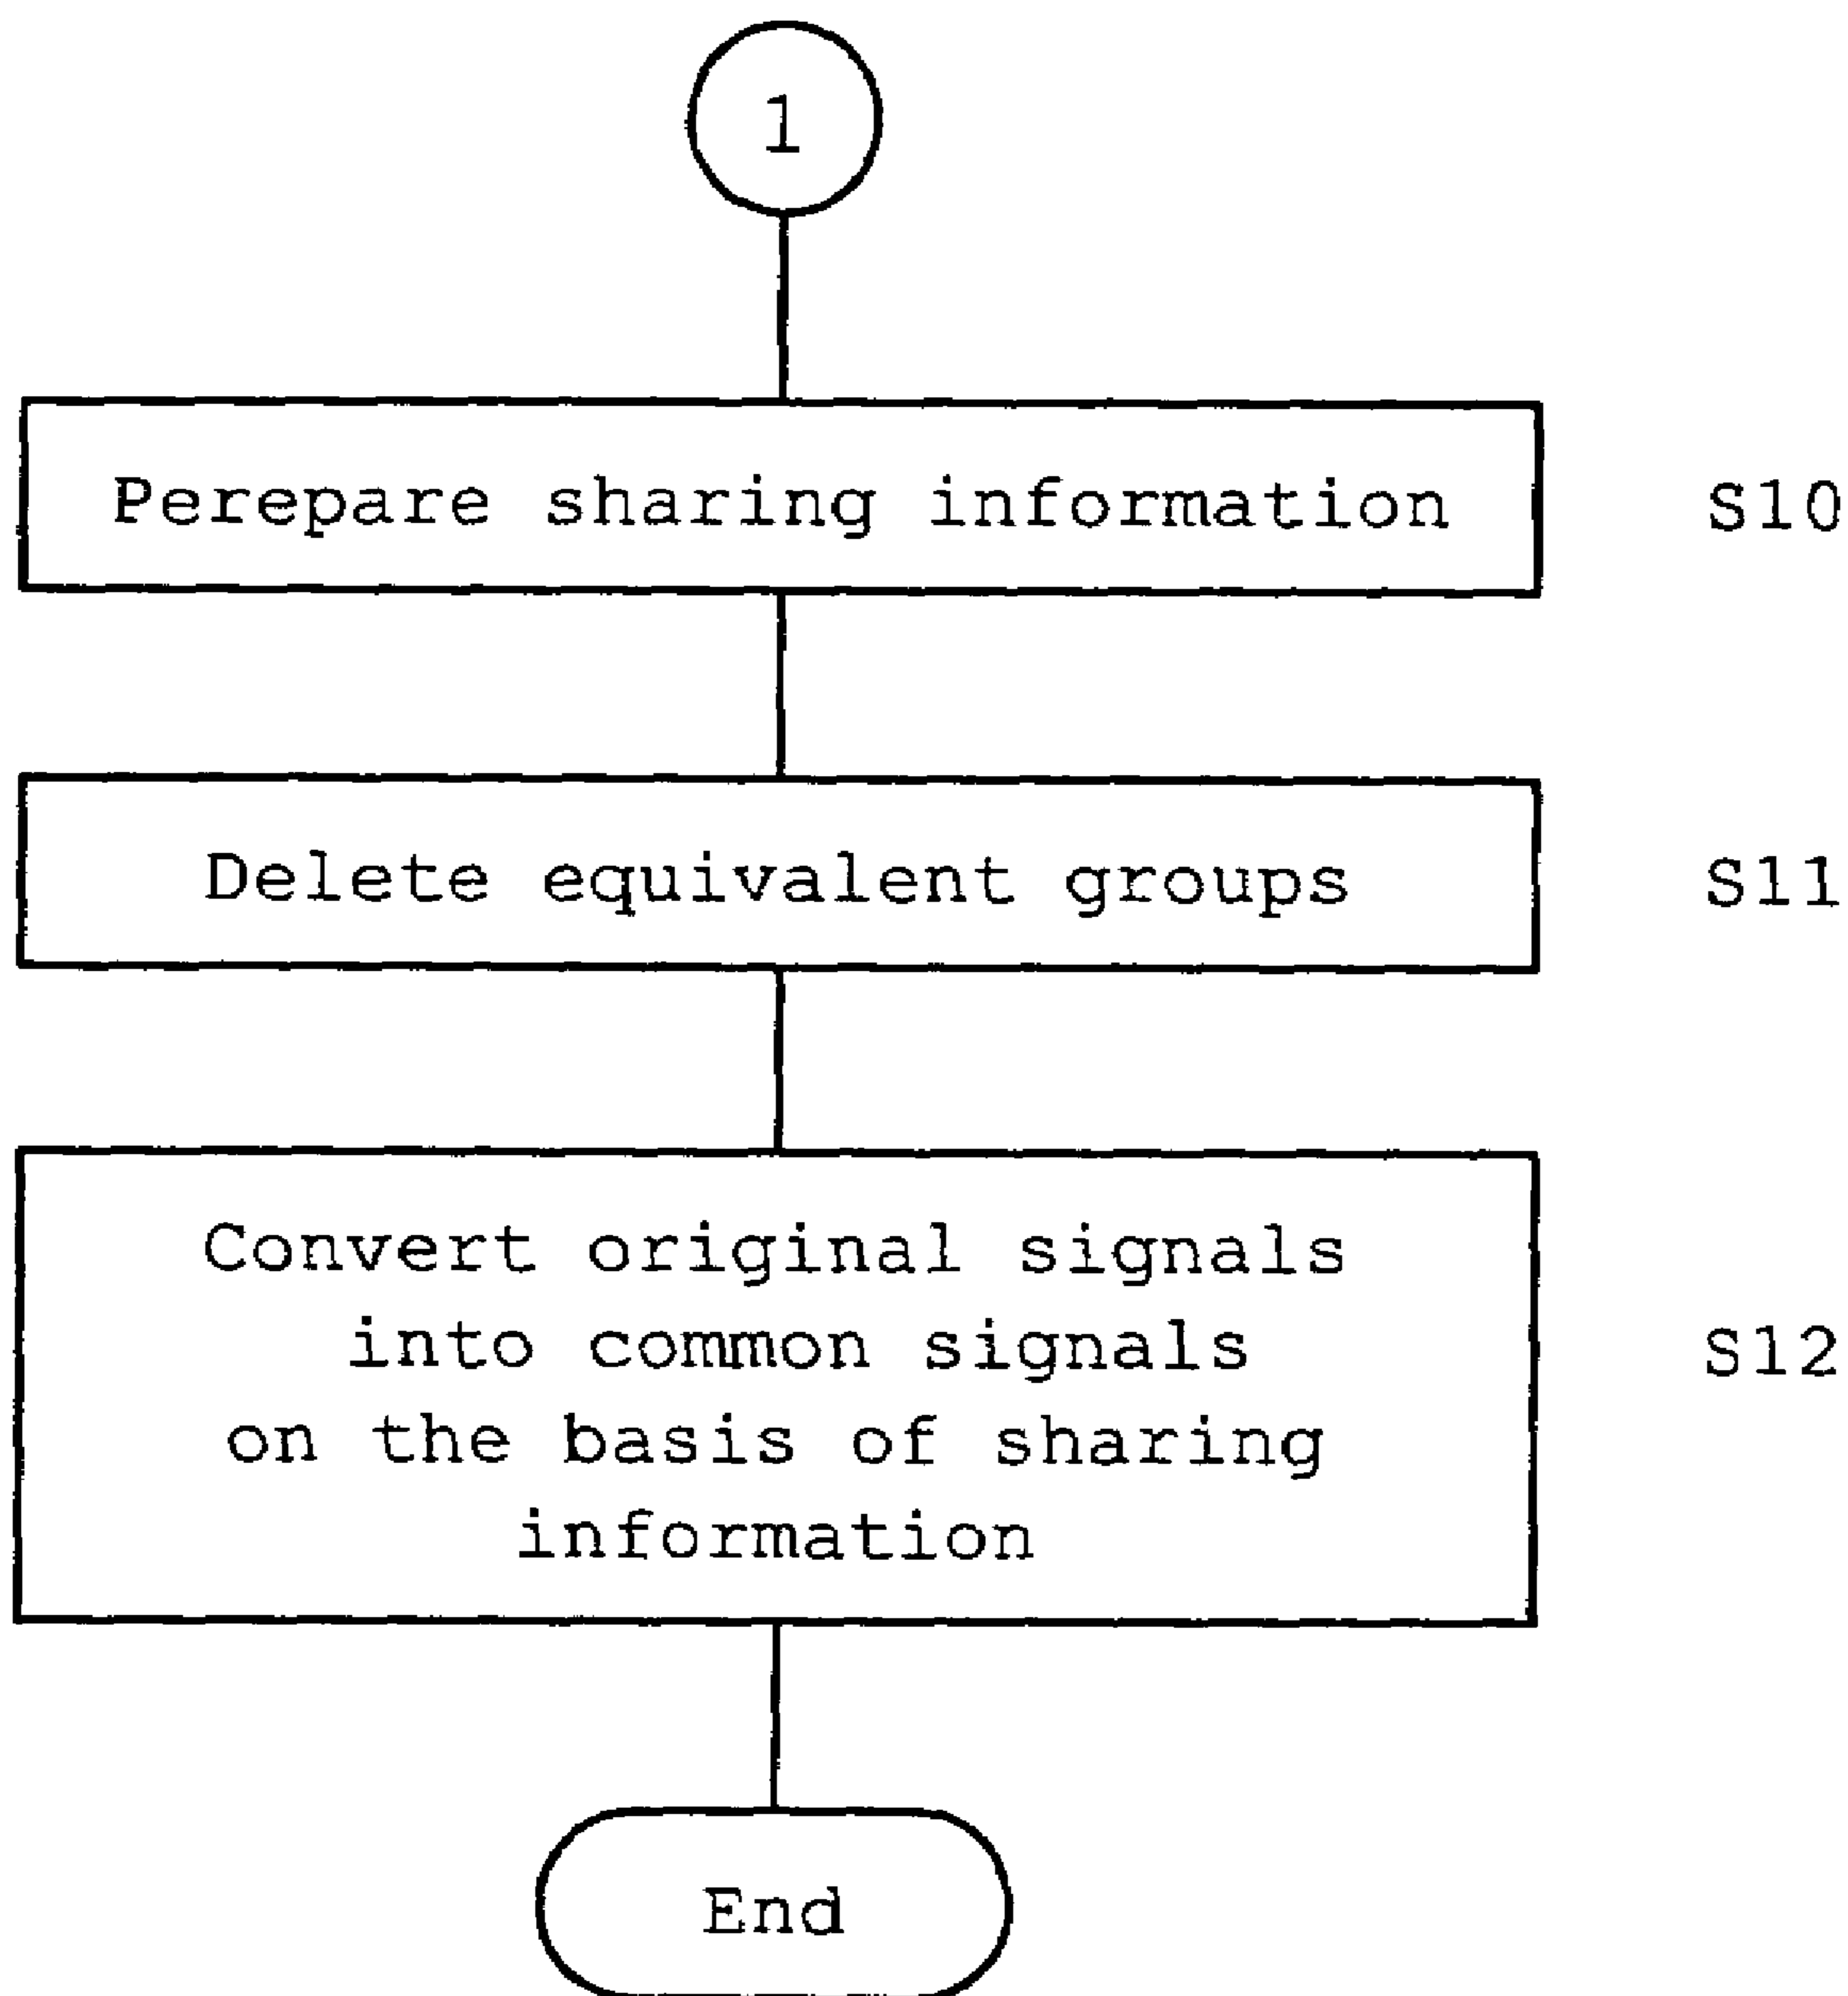 1
Perepare sharing information
S10
Delete equivalent groups
S11
Convert original signals
into common signals
on the basis of sharing
information
S12
End